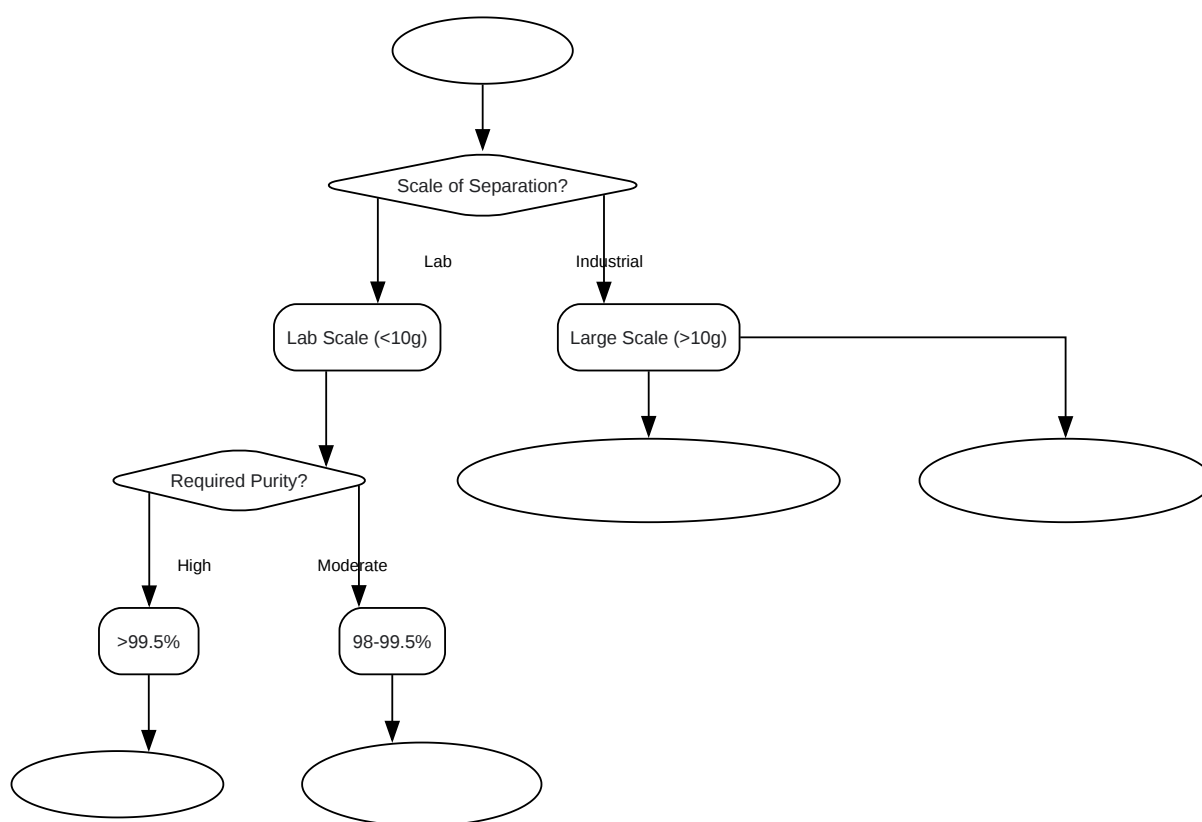 Scale of Separation?
Lab
Industrial
Lab Scale (<10g)
Large Scale (>10g)
Required Purity?
High
Moderate
>99.5%
98-99.5%